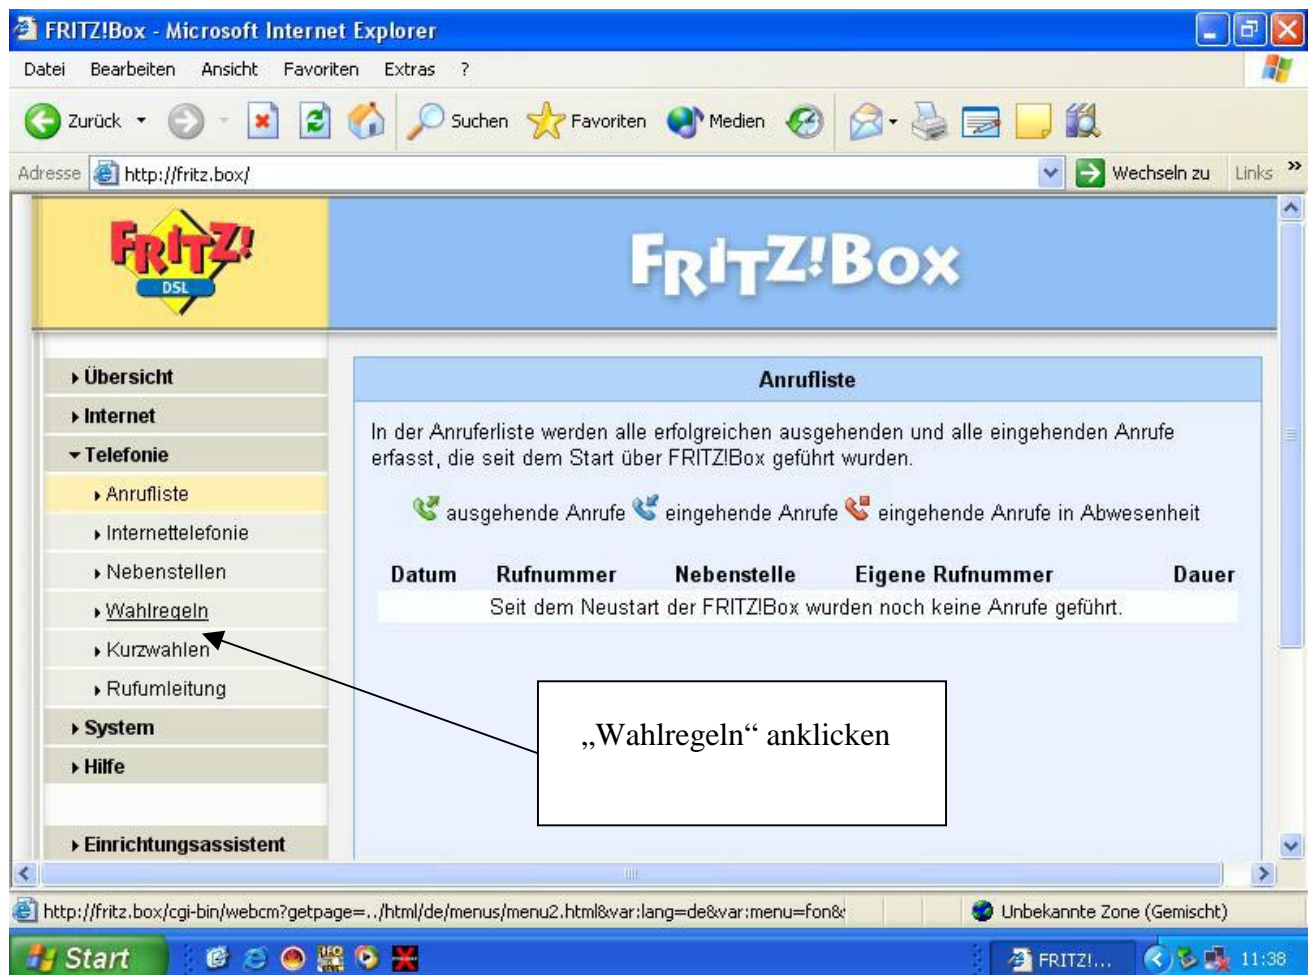 FRITZ!Box - Microsoft Internet Explorer
Datei Bearbeiten Ansicht Favoriten Extras ?
Zurück Suchen Favoriten Medien
Adresse http://fritz.box/ Wechseln zu Links »
FRITZ!
DSL
FRITZ!BOX
Übersicht
Internet
Telefonie
Anrufliste
Internettelefonie
Nebenstellen
Wahlregeln
Kurzwahlen
Rufumleitung
System
Hilfe
Einrichtungsassistent
Anrufliste
In der Anruferliste werden alle erfolgreichen ausgehenden und alle eingehenden Anrufe
erfasst, die seit dem Start über FRITZ!Box geführt wurden.
ausgehende Anrufe eingehende Anrufe eingehende Anrufe in Abwesenheit
Datum Rufnummer Nebenstelle Eigene Rufnummer Dauer
Seit dem Neustart der FRITZ!Box wurden noch keine Anrufe geführt.
„Wahlregeln“ anklicken
http://fritz.box/cgi-bin/webcm?getpage=../html/de/menus/menu2.html&var:lang=de&var:menu=fon& Unbekannte Zone (Gemischt)
Start FRITZ!... 11:38